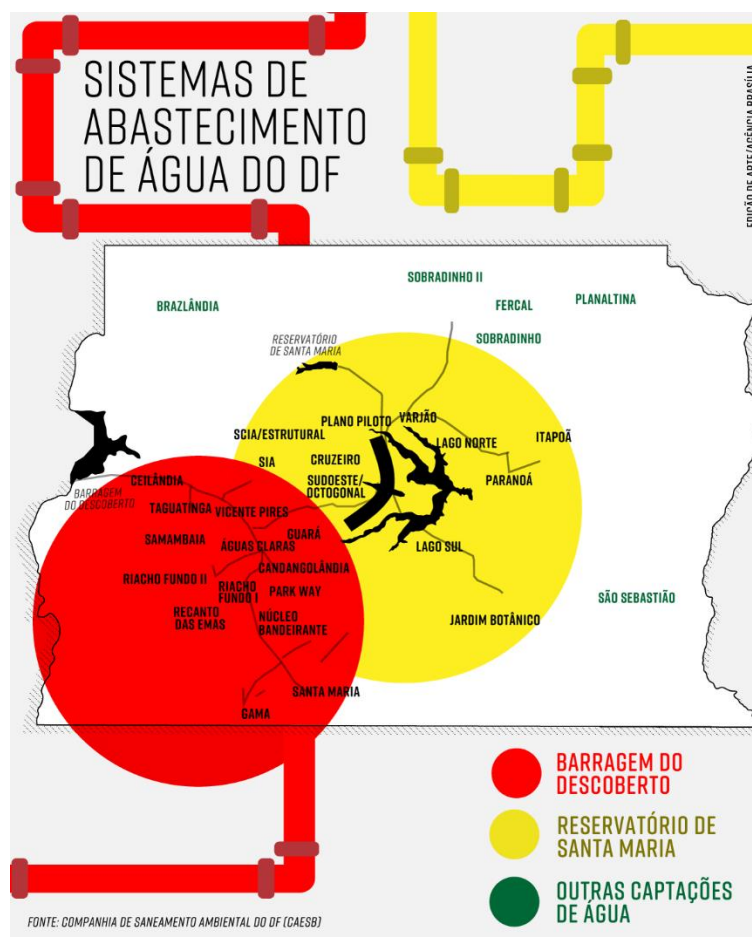 SISTEMAS DE
ABASTECIMENTO
DE ÁGUA DO DF
EDIÇÃO DE ARTE/AGÊNCIA BRASÍLIA
SOBRADINHO II
BRAZLÂNDIA
FERCAL
PLANALTINA
SOBRADINHO
RESERVATÓRIO
DE SANTA MARIA
PLANO PILOTO
VARJÃO
SCIA/ESTRUTURAL
LAGO NORTE
ITAPOÃ
SIA
CRUZEIRO
CEILÂNDIA
SUDOESTE/
OCTOGONAL
PARANOÁ
BARRAGEM
DO DESCOBERTO
TAGUATINGA
VICENTE PIRES
SAMAMBAIA
ÁGUAS CLARAS
GUARÁ
LAGO SUL
CANDANGOLÂNDIA
RIACHO FUNDO II
RIACHO
FUNDO I
PARK WAY
SÃO SEBASTIÃO
RECANTO
DAS EMAS
NÚCLEO
BANDEIRANTE
JARDIM BOTÂNICO
SANTA MARIA
GAMA
BARRAGEM DO
DESCOBERTO
RESERVATÓRIO DE
SANTA MARIA
OUTRAS CAPTAÇÕES
DE ÁGUA
FONTE: COMPANHIA DE SANEAMENTO AMBIENTAL DO DF (CAESB)